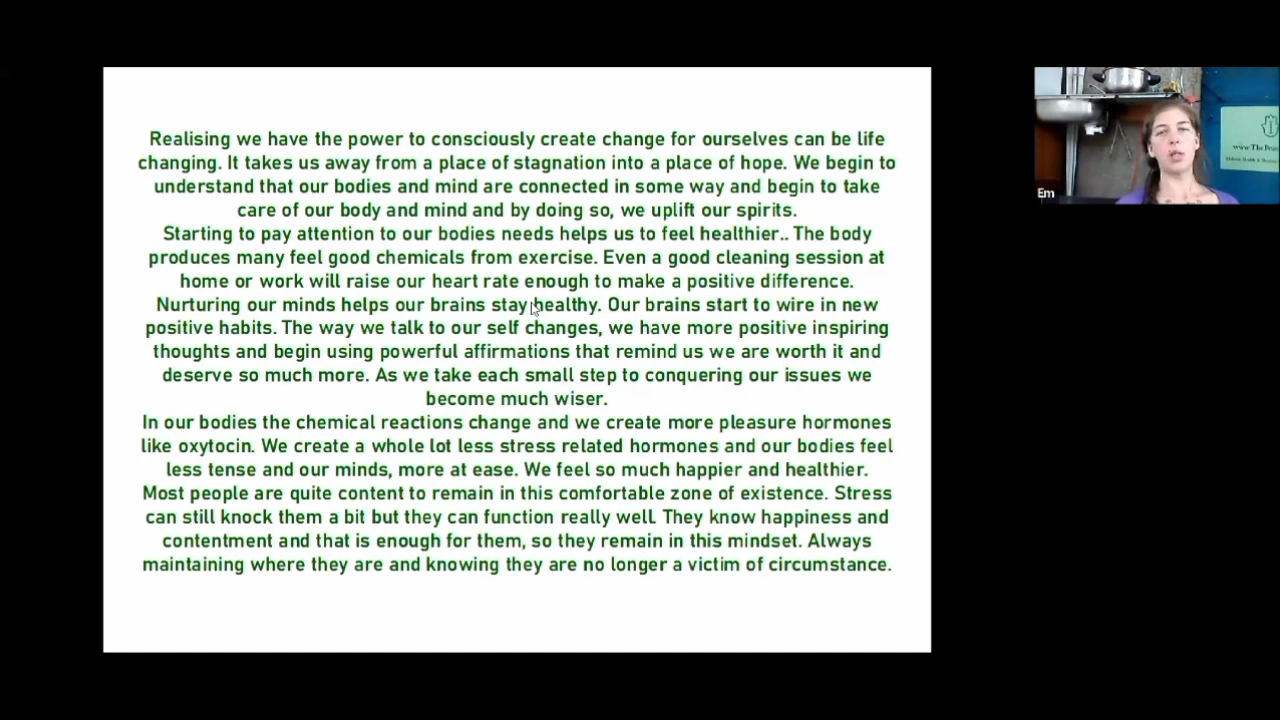 Realising we have the power to consciously create change for ourselves can be life
changing. It takes us away from a place of stagnation into a place of hope. We begin to
understand that our bodies and mind are connected in some way and begin to take
care of our body and mind and by doing so, we uplift our spirits.
Starting to pay attention to our bodies needs helps us to feel healthier.. The body
produces many feel good chemicals from exercise. Even a good cleaning session at
home or work will raise our heart rate enough to make a positive difference.
Nurturing our minds helps our brains stay healthy. Our brains start to wire in new
positive habits. The way we talk to our self changes, we have more positive inspiring
thoughts and begin using powerful affirmations that remind us we are worth it and
deserve so much more. As we take each small step to conquering our issues we
become much wiser.
In our bodies the chemical reactions change and we create more pleasure hormones
like oxytocin. We create a whole lot less stress related hormones and our bodies feel
less tense and our minds, more at ease. We feel so much happier and healthier.
Most people are quite content to remain in this comfortable zone of existence. Stress
can still knock them a bit but they can function really well. They know happiness and
contentment and that is enough for them, so they remain in this mindset. Always
maintaining where they are and knowing they are no longer a victim of circumstance.
Em